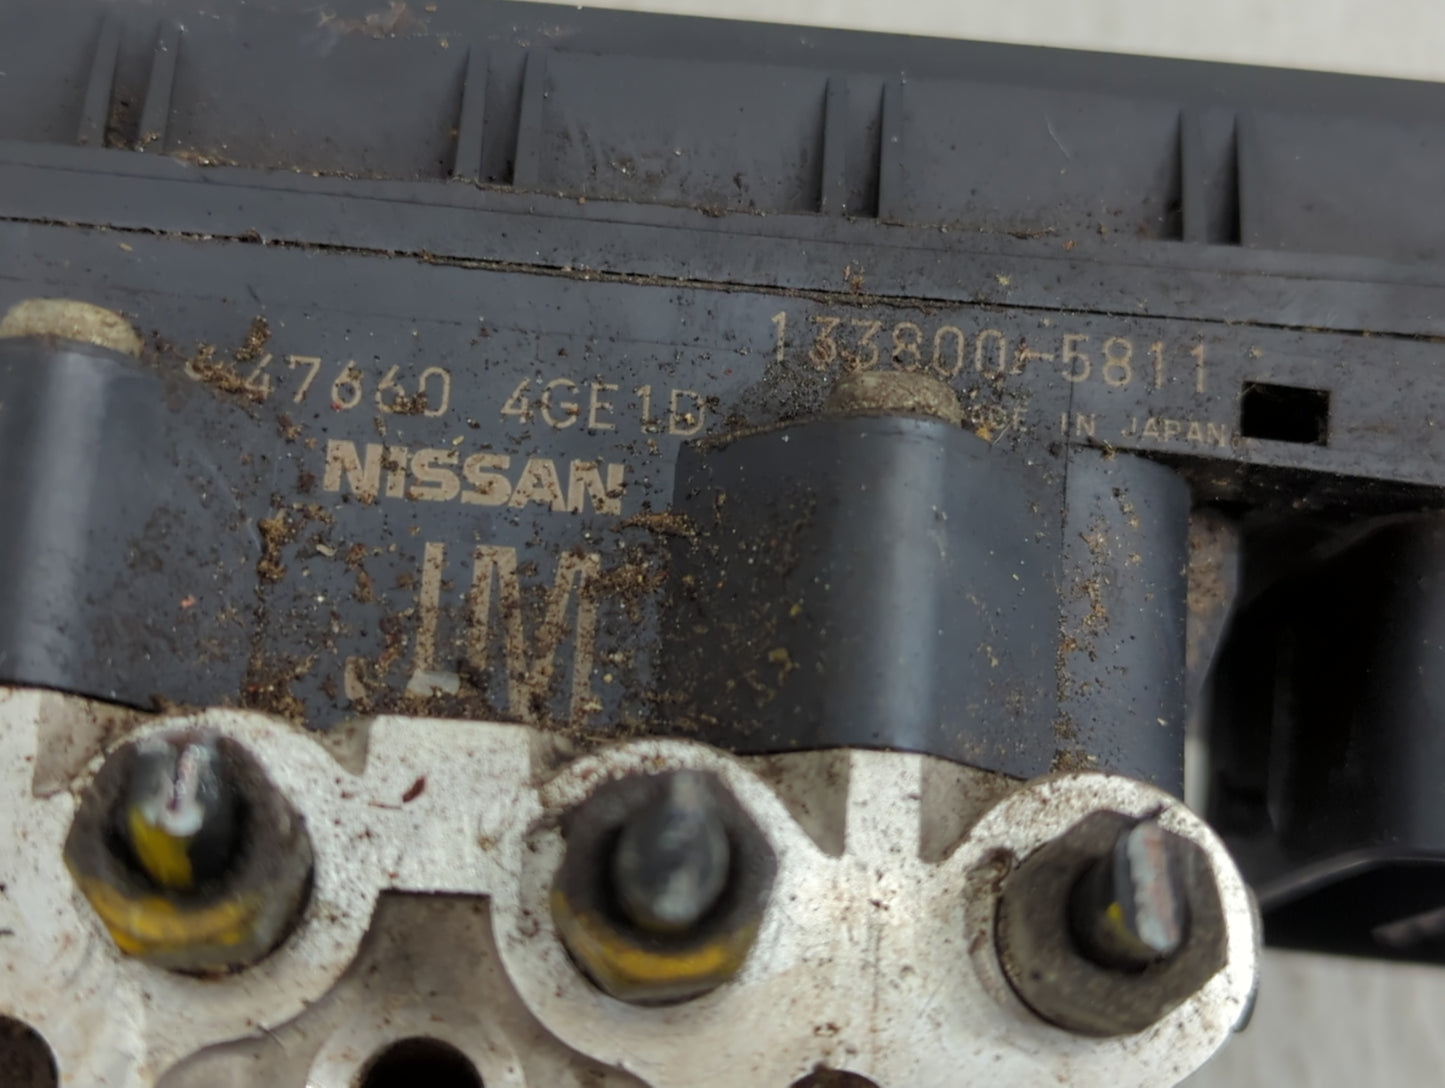 133800-5811
47660 4GE1D
IN JAPAN
NISSAN
JM